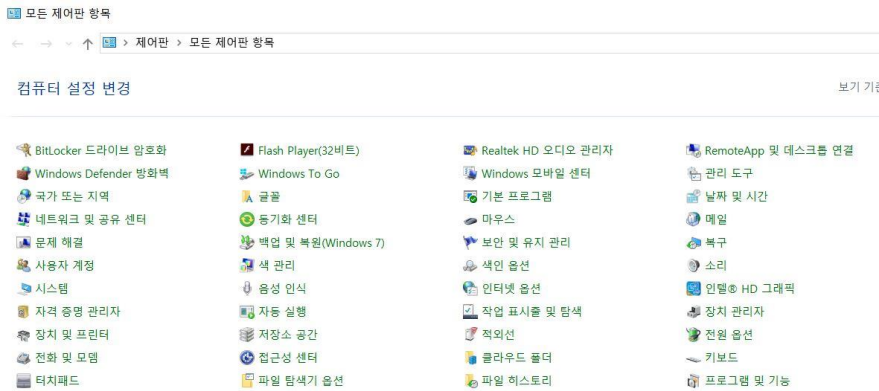 모든 제어판 항목
제어판 > 모든 제어판 항목
컴퓨터 설정 변경 보기
BitLocker 드라이브 암호화 Flash Player(32비트) Realtek HD 오디오 관리자 RemoteApp 및 데스크톱 연결
Windows Defender 방화벽 Windows To Go Windows 모바일 센터 관리 도구
국가 또는 지역 글꼴 기본 프로그램 날짜 및 시간
네트워크 및 공유 센터 동기화 센터 마우스 메일
문제 해결 백업 및 복원(Windows 7) 보안 및 유지 관리 복구
사용자 계정 색 관리 색인 옵션 소리
시스템 음성 인식 인터넷 옵션 인텔® HD 그래픽
자격 증명 관리자 자동 실행 작업 표시줄 및 탐색 장치 관리자
장치 및 프린터 저장소 공간 적외선 전원 옵션
전화 및 모뎀 접근성 센터 클라우드 폴더 키보드
터치패드 파일 탐색기 옵션 파일 히스토리 프로그램 및 기능